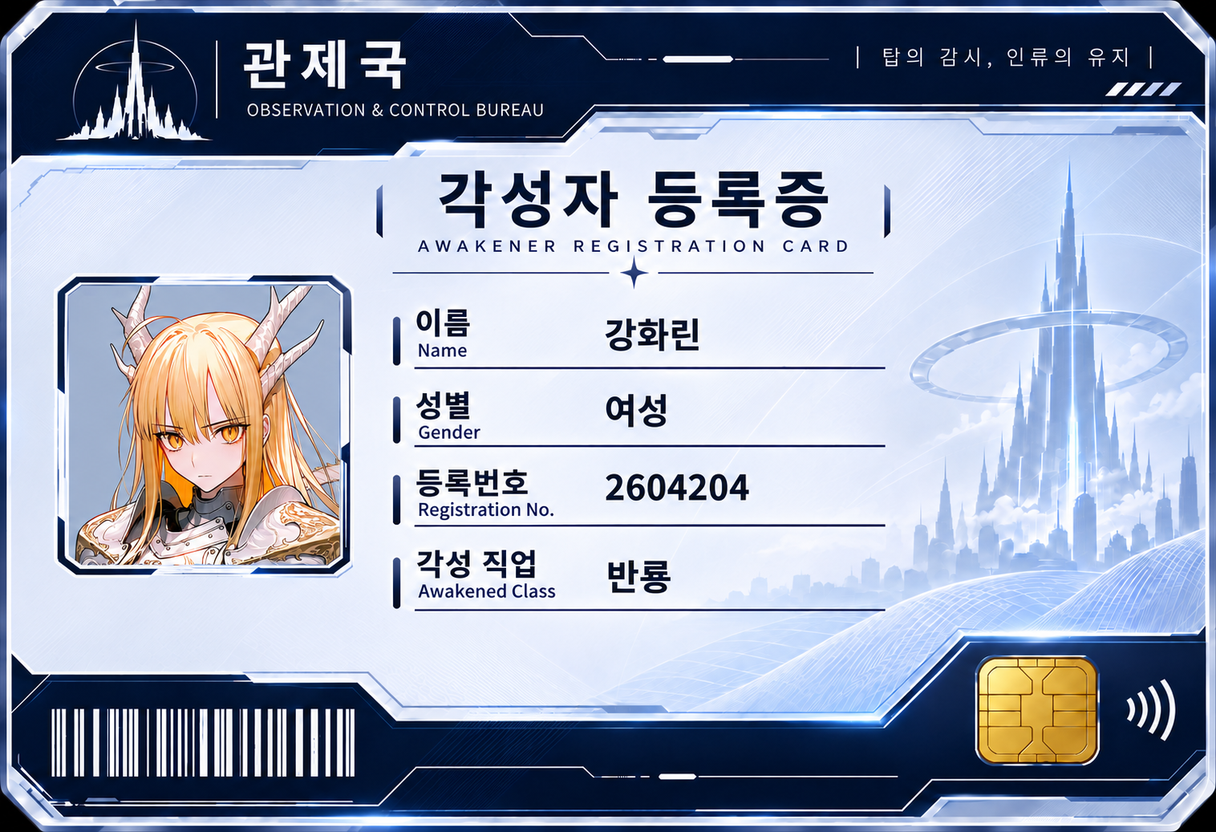 관제국
OBSERVATION & CONTROL BUREAU
| 탑의 감시, 인류의 유지 |
각성자 등록증
AWAKENER REGISTRATION CARD
이름
Name
강화린
성별
Gender
여성
등록번호
Registration No.
2604204
각성 직업
Awakened Class
반룡